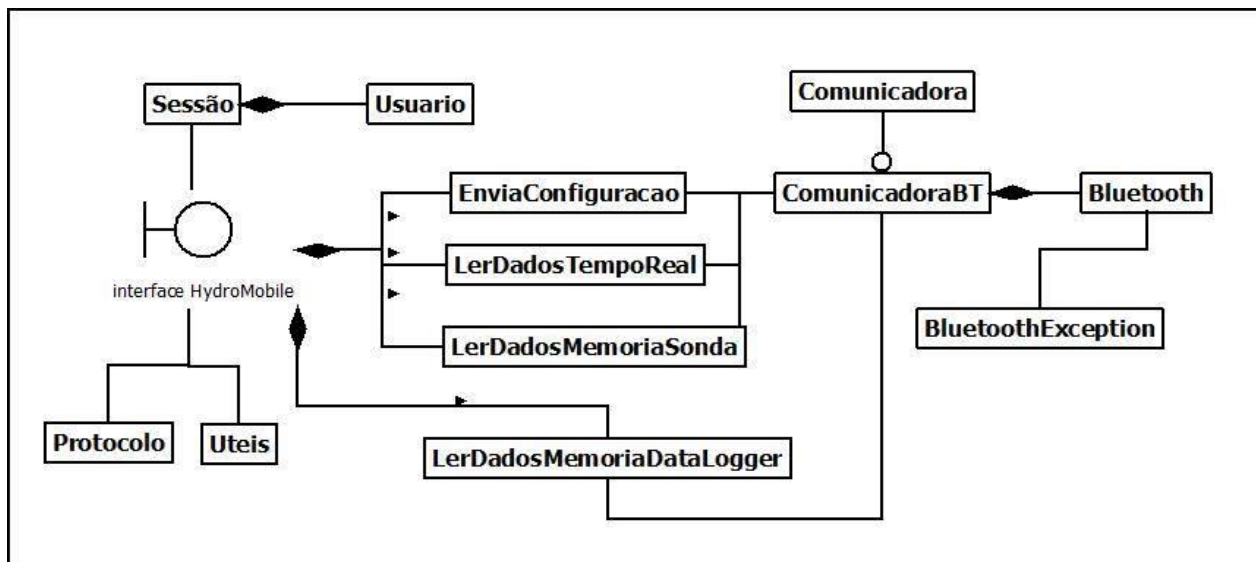 Sessão
Usuario
Comunicadora
EnviaConfiguracao
ComunicadoraBT
Bluetooth
LerDadosTempoReal
interface HydroMobile
BluetoothException
LerDadosMemoriaSonda
Protocolo
Uteis
LerDadosMemoriaDataLogger